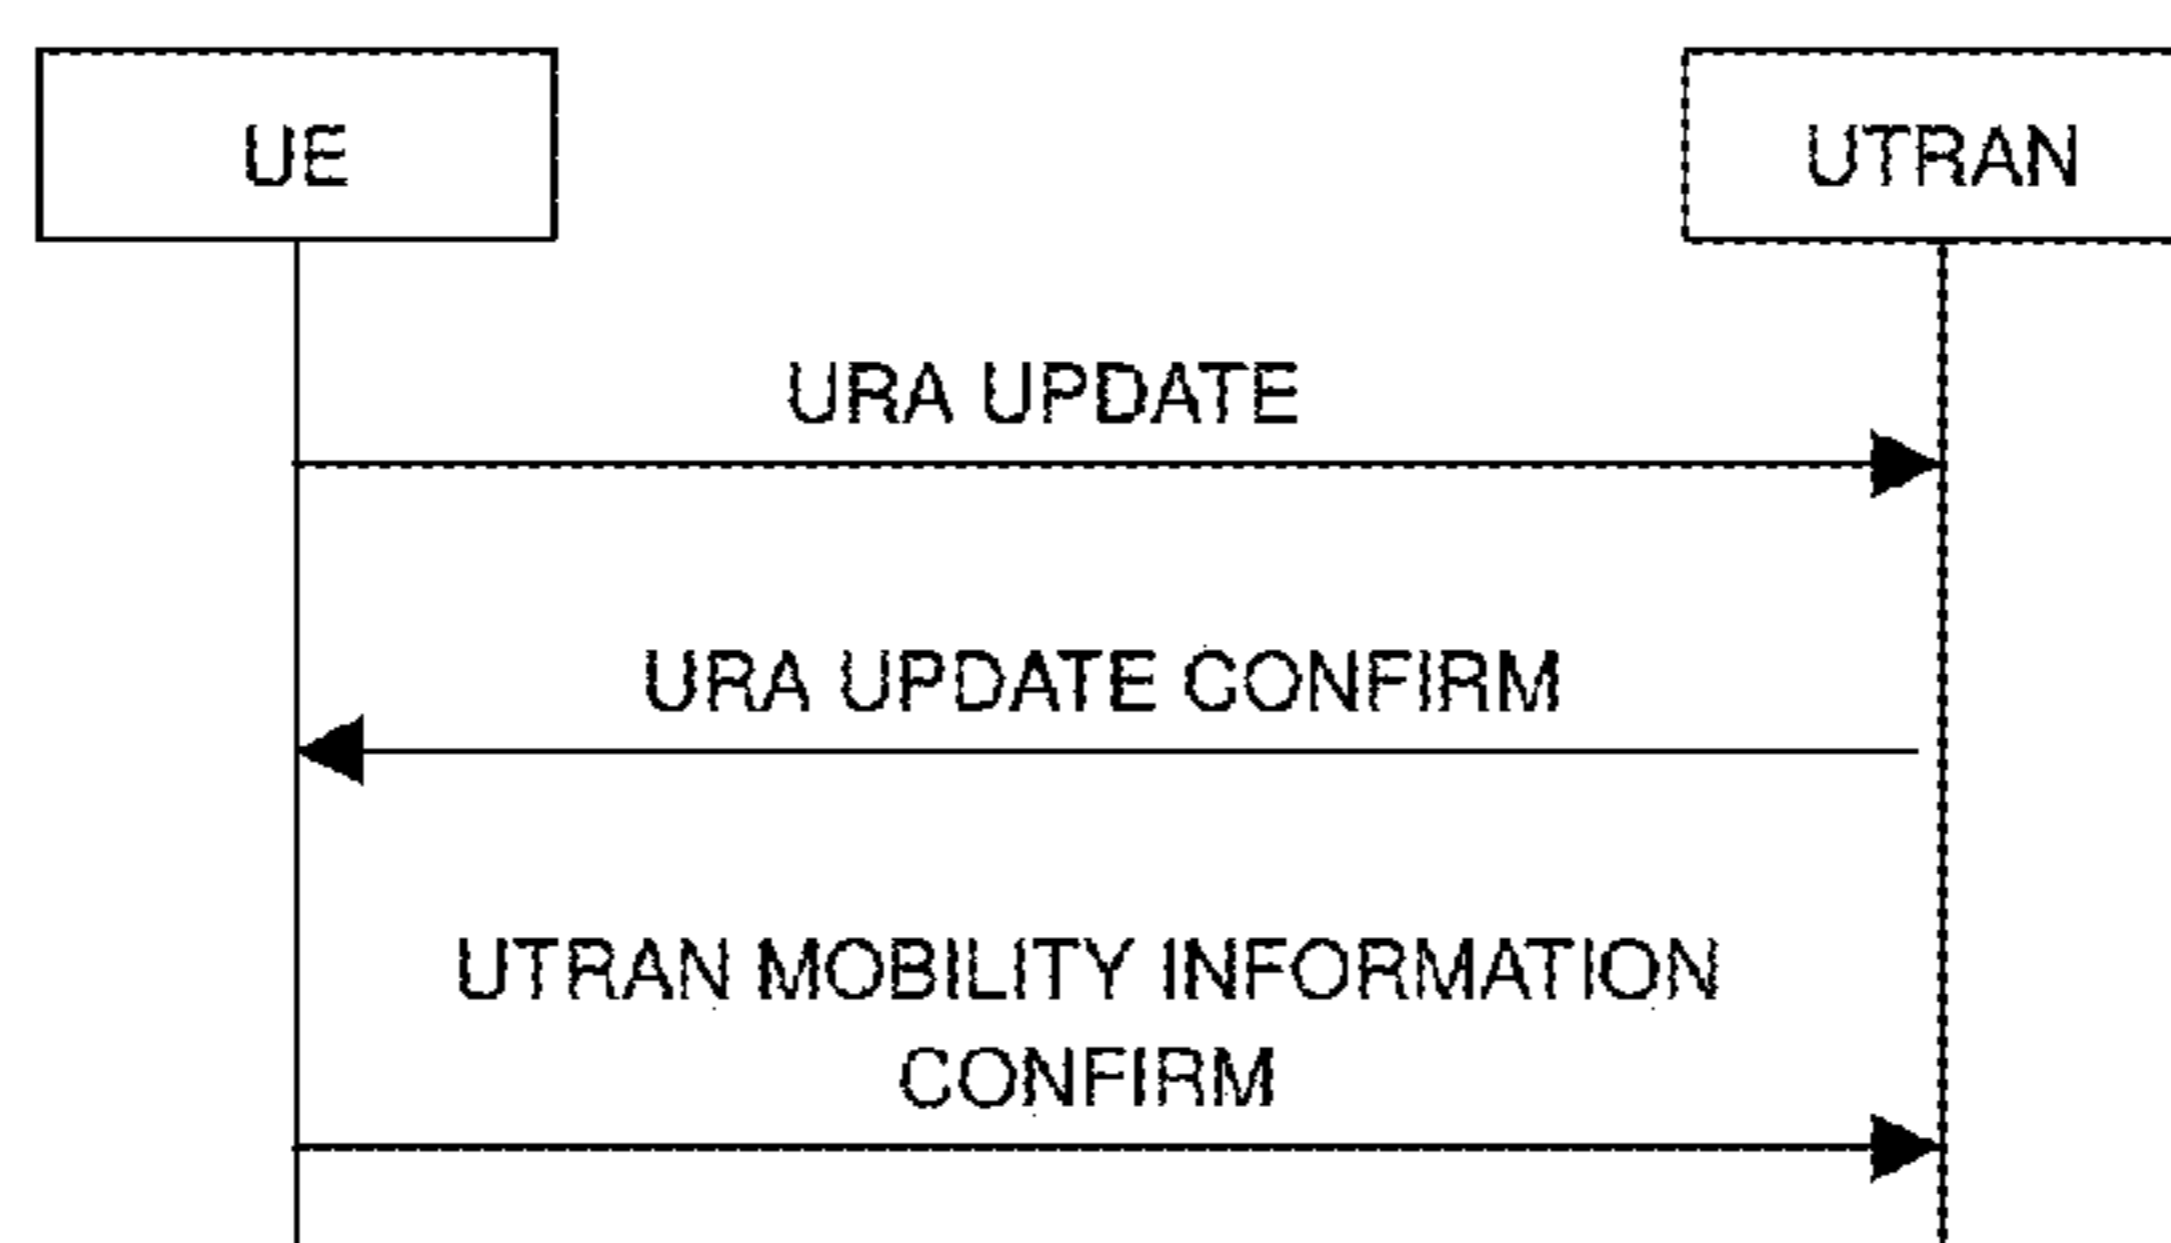 UE
UTRAN
URA UPDATE
URA UPDATE CONFIRM
UTRAN MOBILITY INFORMATION
CONFIRM